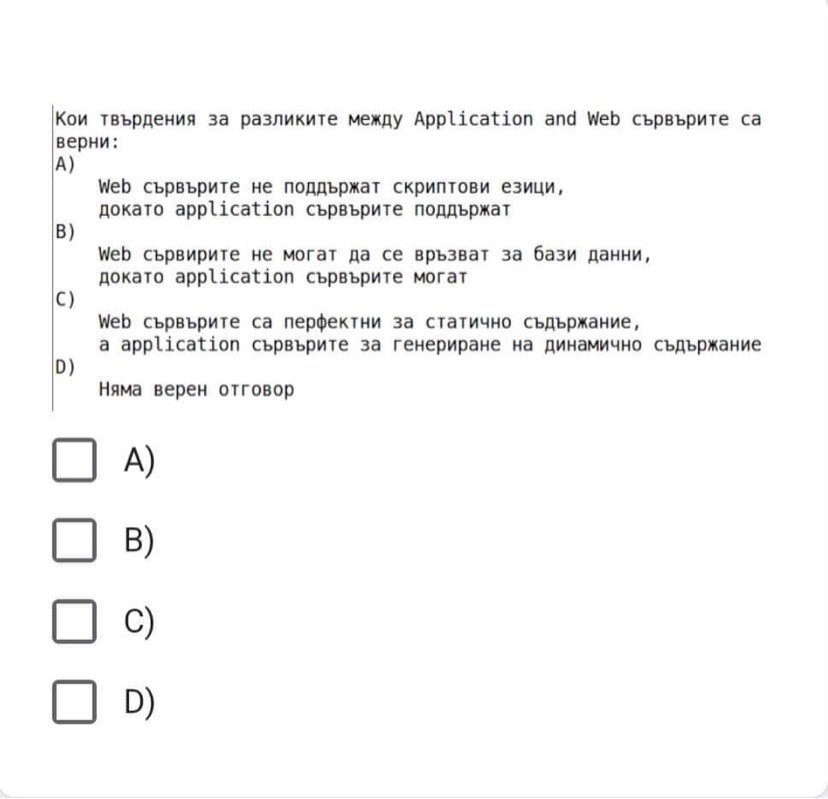 Кои твърдения за разликите между Application and Web сървърите са
верни:
A)
Web сървърите не поддържат скриптови езици,
докато application сървърите поддържат
B)
Web сървирите не могат да се връзват за бази данни,
докато application сървърите могат
C)
Web сървърите са перфектни за статично съдържание,
а application сървърите за генериране на динамично съдържание
D)
Няма верен отговор
A)
B)
C)
D)